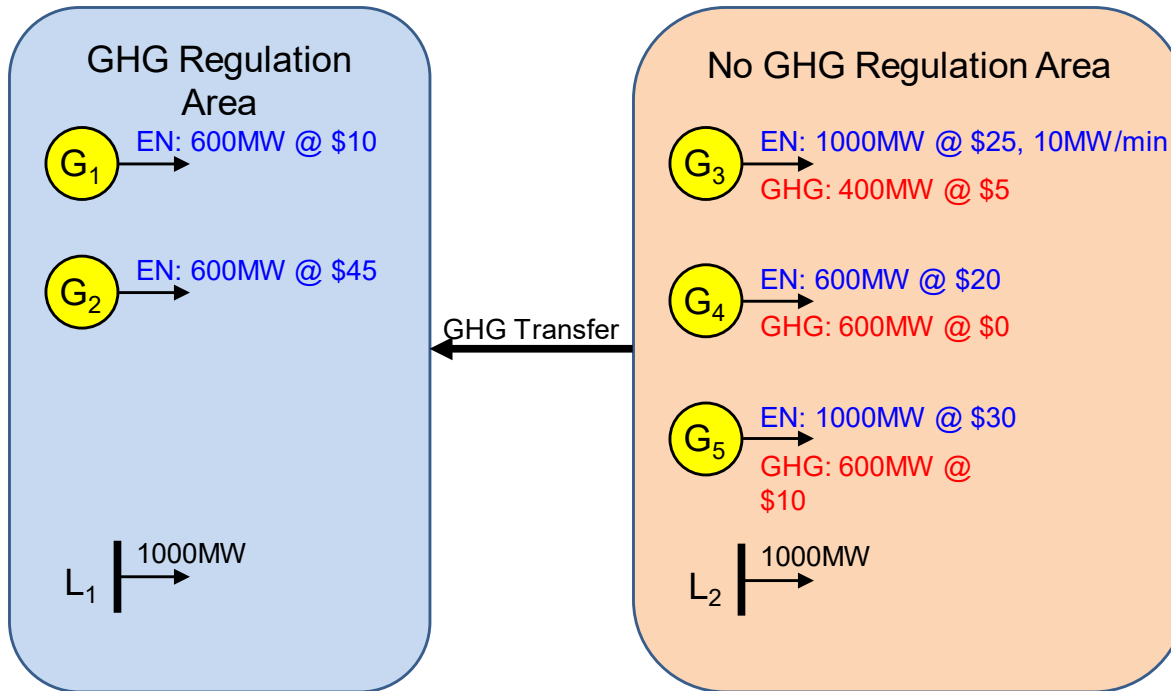 GHG Regulation
Area
G1
EN: 600MW @ $10
G2
EN: 600MW @ $45
L1
1000MW
GHG Transfer
No GHG Regulation Area
G3
EN: 1000MW @ $25, 10MW/min
GHG: 400MW @ $5
G4
EN: 600MW @ $20
GHG: 600MW @ $0
G5
EN: 1000MW @ $30
GHG: 600MW @
$10
L2
1000MW